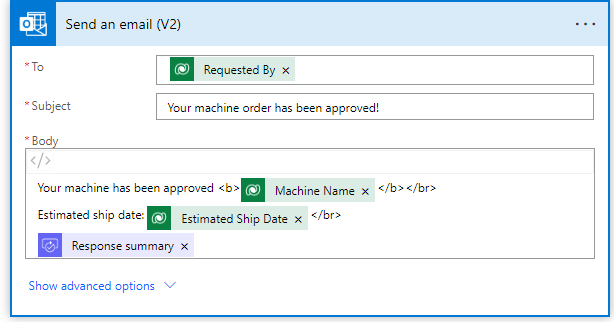 Send an email (V2)
* To Requested By ×
* Subject Your machine order has been approved!
* Body
</>
Your machine has been approved <b> Machine Name × </b></br>
Estimated ship date: Estimated Ship Date × </br>
Response summary ×
Show advanced options